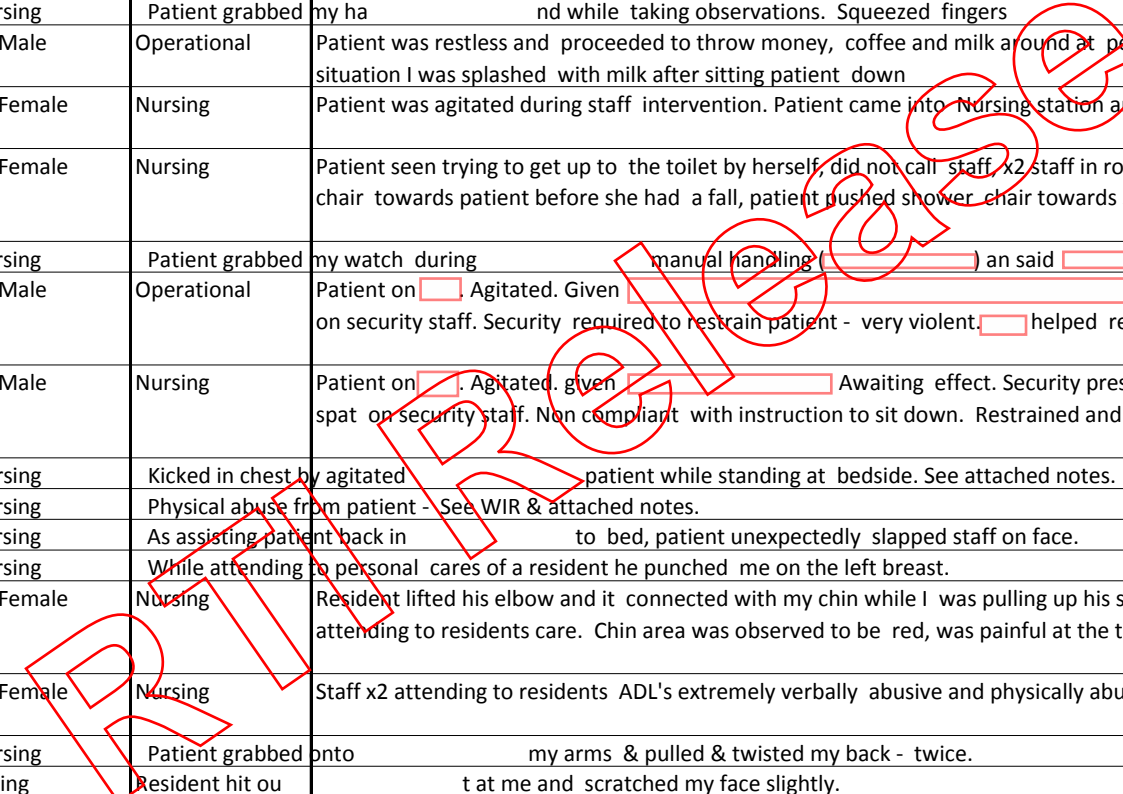 rsing Patient grabbed my ha nd while taking observations. Squeezed fingers
Male Operational Patient was restless and proceeded to throw money, coffee and milk around at
situation I was splashed with milk after sitting patient down
Female Nursing Patient was agitated during staff intervention. Patient came into Nursing station
Female Nursing Patient seen trying to get up to the toilet by herself, did not call staff, x2 staff in
chair towards patient before she had a fall, patient pushed shower chair towards
rsing Patient grabbed my watch during manual handling ( ) an said
Male Operational Patient on . Agitated. Given
on security staff. Security required to restrain patient - very violent. helped
Male Nursing Patient on . Agitated. given Awaiting effect. Security
spat on security staff. Non compliant with instruction to sit down. Restrained and
rsing Kicked in chest by agitated patient while standing at bedside. See attached notes.
rsing Physical abuse from patient - See WIR & attached notes.
rsing As assisting patient back in to bed, patient unexpectedly slapped staff on face.
rsing While attending to personal cares of a resident he punched me on the left breast.
Female Nursing Resident lifted his elbow and it connected with my chin while I was pulling up his
attending to residents care. Chin area was observed to be red, was painful at the
Female Nursing Staff x2 attending to residents ADL's extremely verbally abusive and physically
rsing Patient grabbed onto my arms & pulled & twisted my back - twice.
ing Resident hit ou t at me and scratched my face slightly.
RTI Release